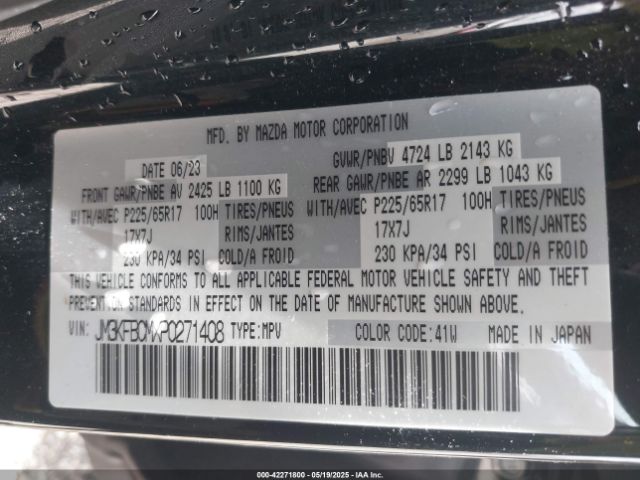 MFD. BY MAZDA MOTOR CORPORATION
DATE 06/23 GVWR/PNBV 4724 LB 2143 KG
FRONT GAWR/PNBE AV 2425 LB 1100 KG REAR GAWR/PNBE AR 2299 LB 1043 KG
WITH/AVEC P225/65R17 100H TIRES/PNEUS WITH/AVEC P225/65R17 100H TIRES/PNEUS
17X7J RIMS/JANTES 17X7J RIMS/JANTES
230 KPA/34 PSI COLD/A FROID 230 KPA/34 PSI COLD/A FROID
THIS VEHICLE CONFORMS TO ALL APPLICABLE FEDERAL MOTOR VEHICLE SAFETY AND THEFT
PREVENTION STANDARDS IN EFFECT ON THE DATE OF MANUFACTURE SHOWN ABOVE.
VIN: TYPE:MPV COLOR CODE:41W MADE IN JAPAN
000-42271800 - 05/19/2025 - IAAI.COM